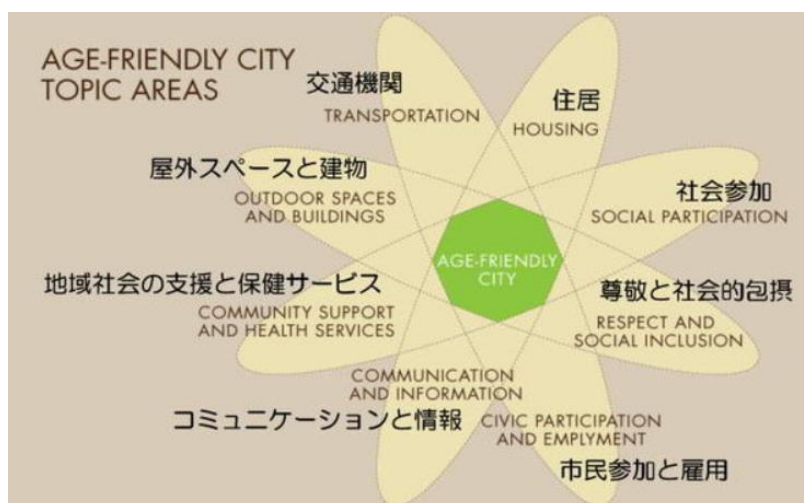 AGE-FRIENDLY CITY
TOPIC AREAS
交通機関
TRANSPORTATION
住居
HOUSING
屋外スペースと建物
OUTDOOR SPACES
AND BUILDINGS
社会参加
SOCIAL PARTICIPATION
AGE-FRIENDLY
CITY
地域社会の支援と保健サービス
COMMUNITY SUPPORT
AND HEALTH SERVICES
尊敬と社会的包摂
RESPECT AND
SOCIAL INCLUSION
COMMUNICATION
AND INFORMATION
コミュニケーションと情報
CIVIC PARTICIPATION
AND EMPLYMENT
市民参加と雇用